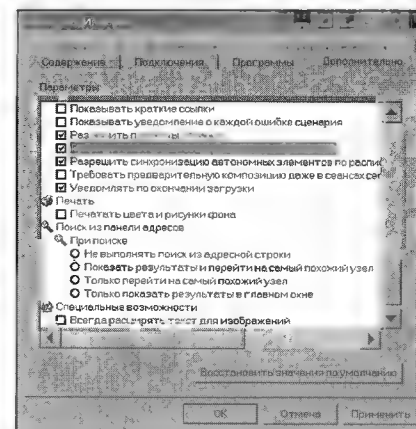 Содержание Подключения Программы Дополнительно
Параметры:
Показывать краткие ссылки
Показывать уведомление о каждой ошибке сценария
Разрешить синхронизацию автономных элементов по распис
Требовать предварительную композицию даже в сеансах сер
Уведомлять по окончании загрузки
Печать
Печатать цвета и рисунки фона
Поиск из панели адресов
При поиске
Не выполнять поиск из адресной строки
Показать результаты и перейти на самый похожий узел
Только перейти на самый похожий узел
Только показать результаты в главном окне
Специальные возможности
Всегда расширять текст для изображений
Восстановить значения по умолчанию
OK Отмена Применить